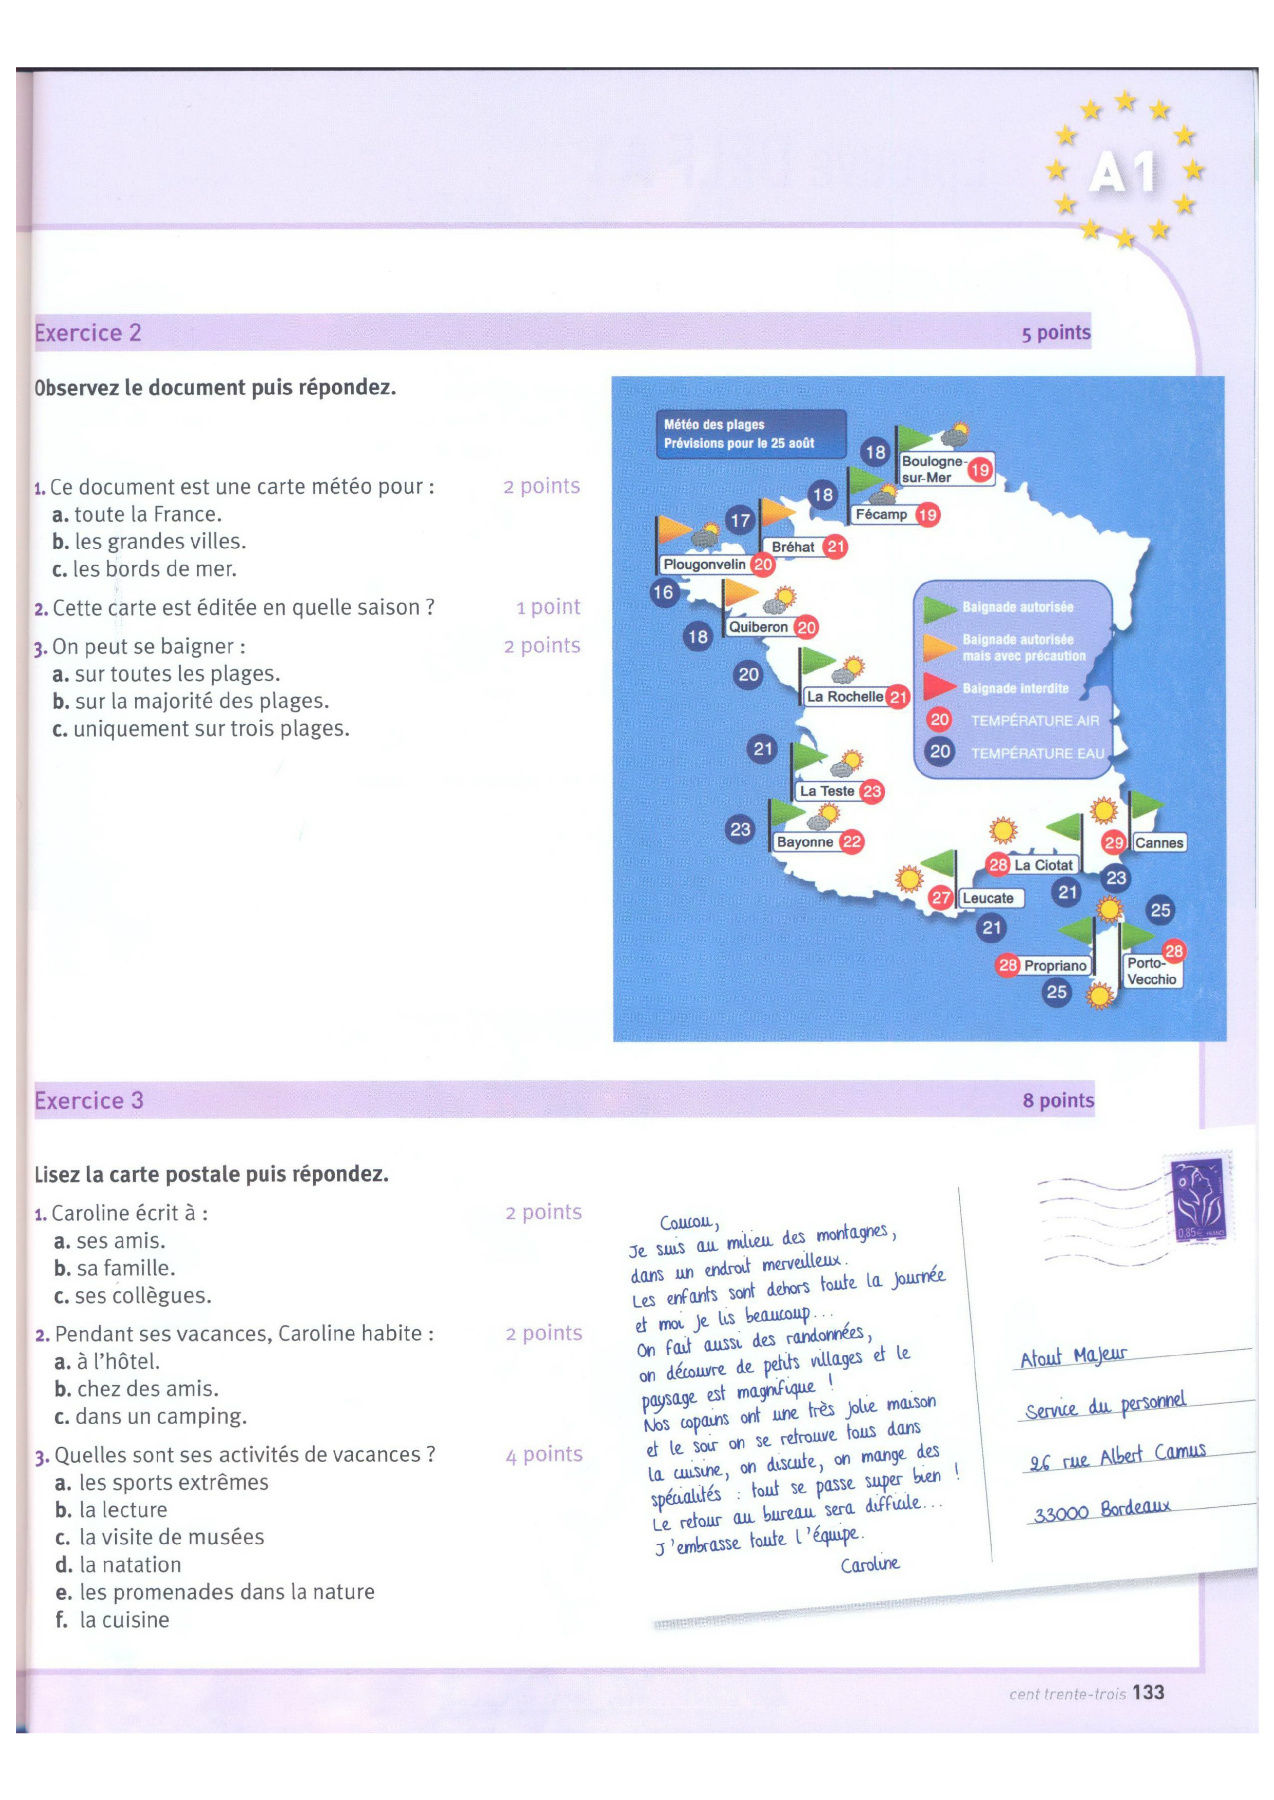 A1
Exercice 2
5 points
Observez le document puis répondez.
1. Ce document est une carte météo pour :
2 points
a. toute la France.
b. les grandes villes.
c. les bords de mer.
2. Cette carte est éditée en quelle saison ?
1 point
3. On peut se baigner :
2 points
a. sur toutes les plages.
b. sur la majorité des plages.
c. uniquement sur trois plages.
Météo des plages
Prévisions pour le 25 août
18
Boulogne-
sur-Mer
19
18
Fécamp
19
17
Bréhat
21
Plougonvelin
20
16
Quiberon
20
18
20
La Rochelle
21
21
La Teste
23
23
Bayonne
22
Baignade autorisée
Baignade autorisée
mais avec précaution
Baignade interdite
20 TEMPÉRATURE AIR
20 TEMPÉRATURE EAU
29
Cannes
23
28
La Ciotat
21
27
Leucate
21
25
28
Propriano
25
28
Porto-
Vecchio
Exercice 3
8 points
Lisez la carte postale puis répondez.
1. Caroline écrit à :
2 points
a. ses amis.
b. sa famille.
c. ses collègues.
2. Pendant ses vacances, Caroline habite :
2 points
a. à l'hôtel.
b. chez des amis.
c. dans un camping.
3. Quelles sont ses activités de vacances ?
4 points
a. les sports extrêmes
b. la lecture
c. la visite de musées
d. la natation
e. les promenades dans la nature
f. la cuisine
Coucou,
Je suis au milieu des montagnes,
dans un endroit merveilleux.
Les enfants sont dehors toute la journée
et moi je lis beaucoup...
On fait aussi des randonnées,
on découvre de petits villages et le
paysage est magnifique !
Nos copains ont une très jolie maison
et le soir on se retrouve tous dans
la cuisine, on discute, on mange des
spécialités : tout se passe super bien !
Le retour au bureau sera difficile...
J'embrasse toute l'équipe.
Caroline
0,85€ FRANCE
Atout Majeur
Service du personnel
26 rue Albert Camus
33000 Bordeaux
cent trente-trois 133